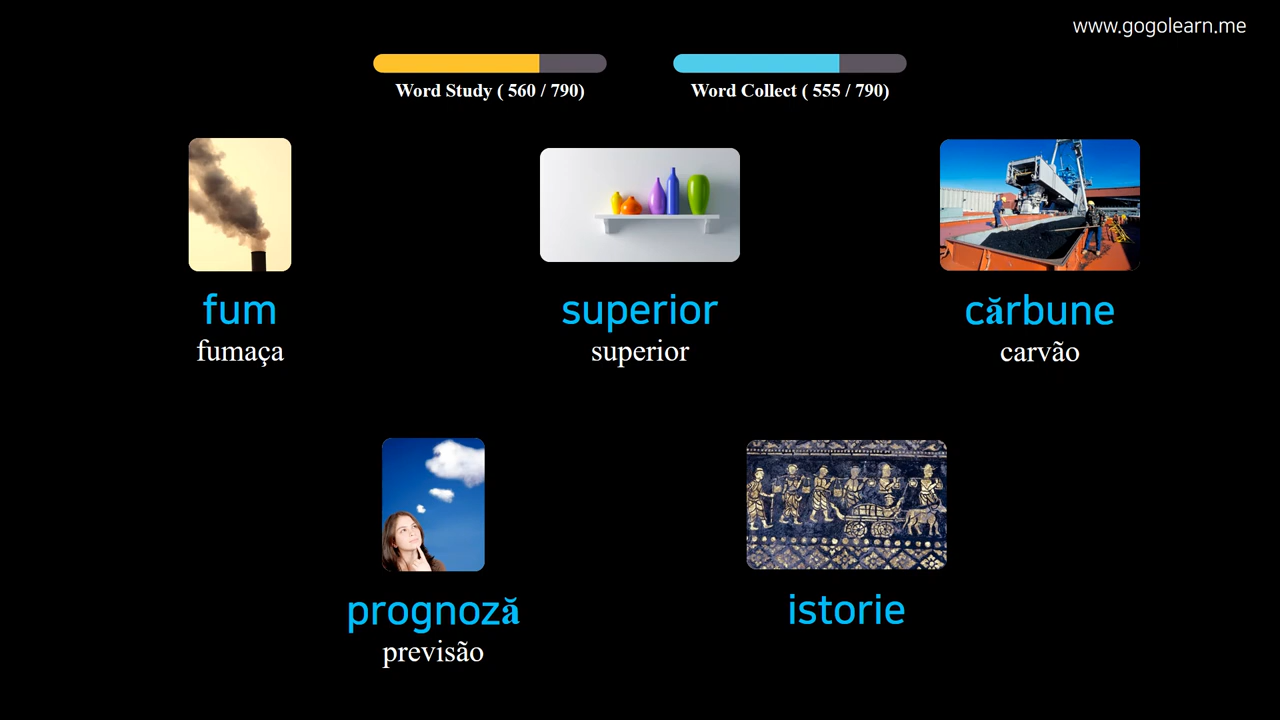 www.gogolearn.me
Word Study ( 560 / 790)
Word Collect ( 555 / 790)
fum
fumaça
superior
superior
cărbune
carvão
prognoză
previsão
istorie